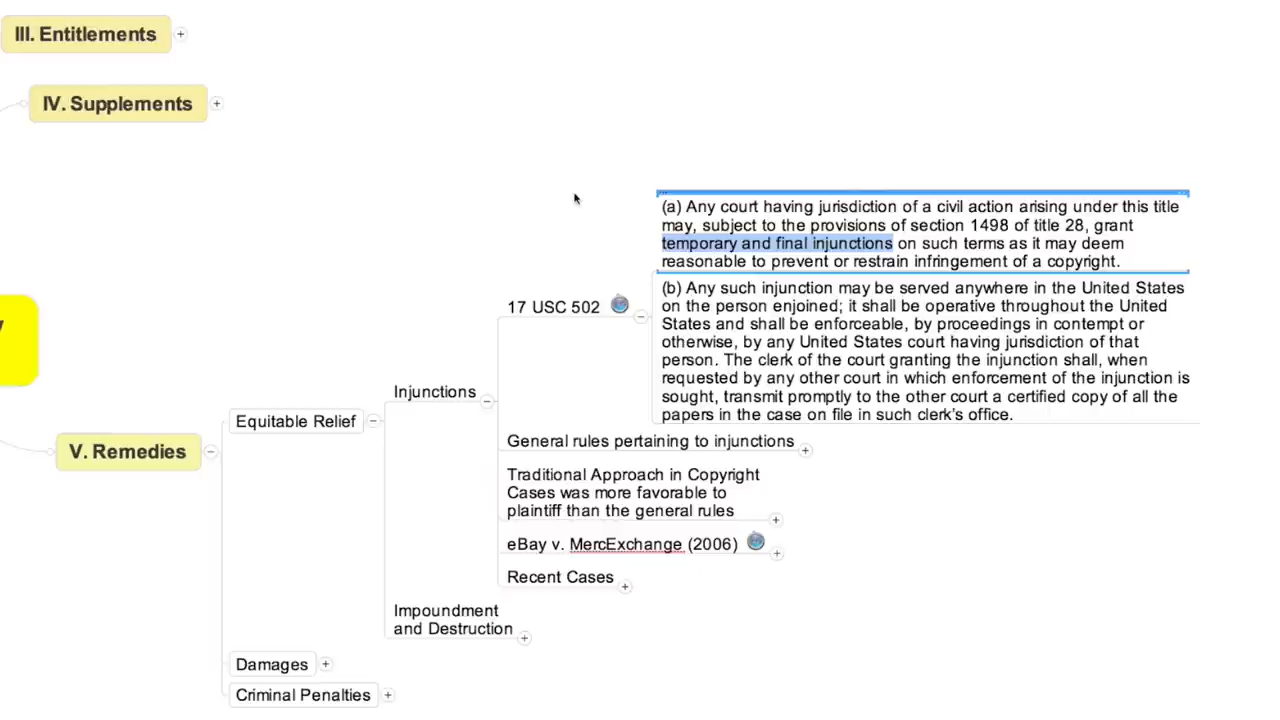 III. Entitlements
IV. Supplements
(a) Any court having jurisdiction of a civil action arising under this title
may, subject to the provisions of section 1498 of title 28, grant
temporary and final injunctions on such terms as it may deem
reasonable to prevent or restrain infringement of a copyright.
17 USC 502
(b) Any such injunction may be served anywhere in the United States
on the person enjoined; it shall be operative throughout the United
States and shall be enforceable, by proceedings in contempt or
otherwise, by any United States court having jurisdiction of that
person. The clerk of the court granting the injunction shall, when
requested by any other court in which enforcement of the injunction is
sought, transmit promptly to the other court a certified copy of all the
papers in the case on file in such clerk's office.
Injunctions
Equitable Relief
V. Remedies
General rules pertaining to injunctions
Traditional Approach in Copyright
Cases was more favorable to
plaintiff than the general rules
eBay v. MercExchange (2006)
Recent Cases
Impoundment
and Destruction
Damages
Criminal Penalties